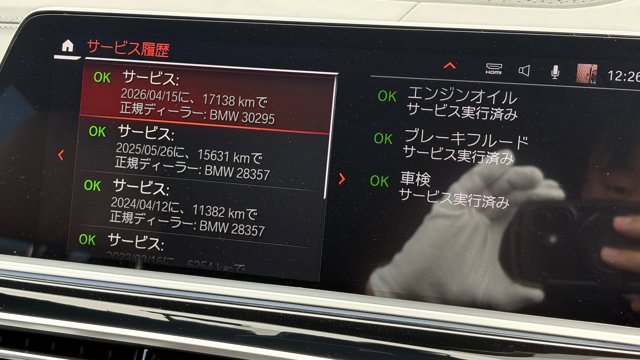 サービス履歴
HDMI
12:26
OK サービス:
2026/04/15に、17138 kmで
正規ディーラー: BMW 30295
OK サービス:
2025/05/26に、15631 kmで
正規ディーラー: BMW 28357
OK サービス:
2024/04/12に、11382 kmで
正規ディーラー: BMW 28357
OK サービス:
OK エンジンオイル
サービス実行済み
OK ブレーキフルード
サービス実行済み
OK 車検
サービス実行済み